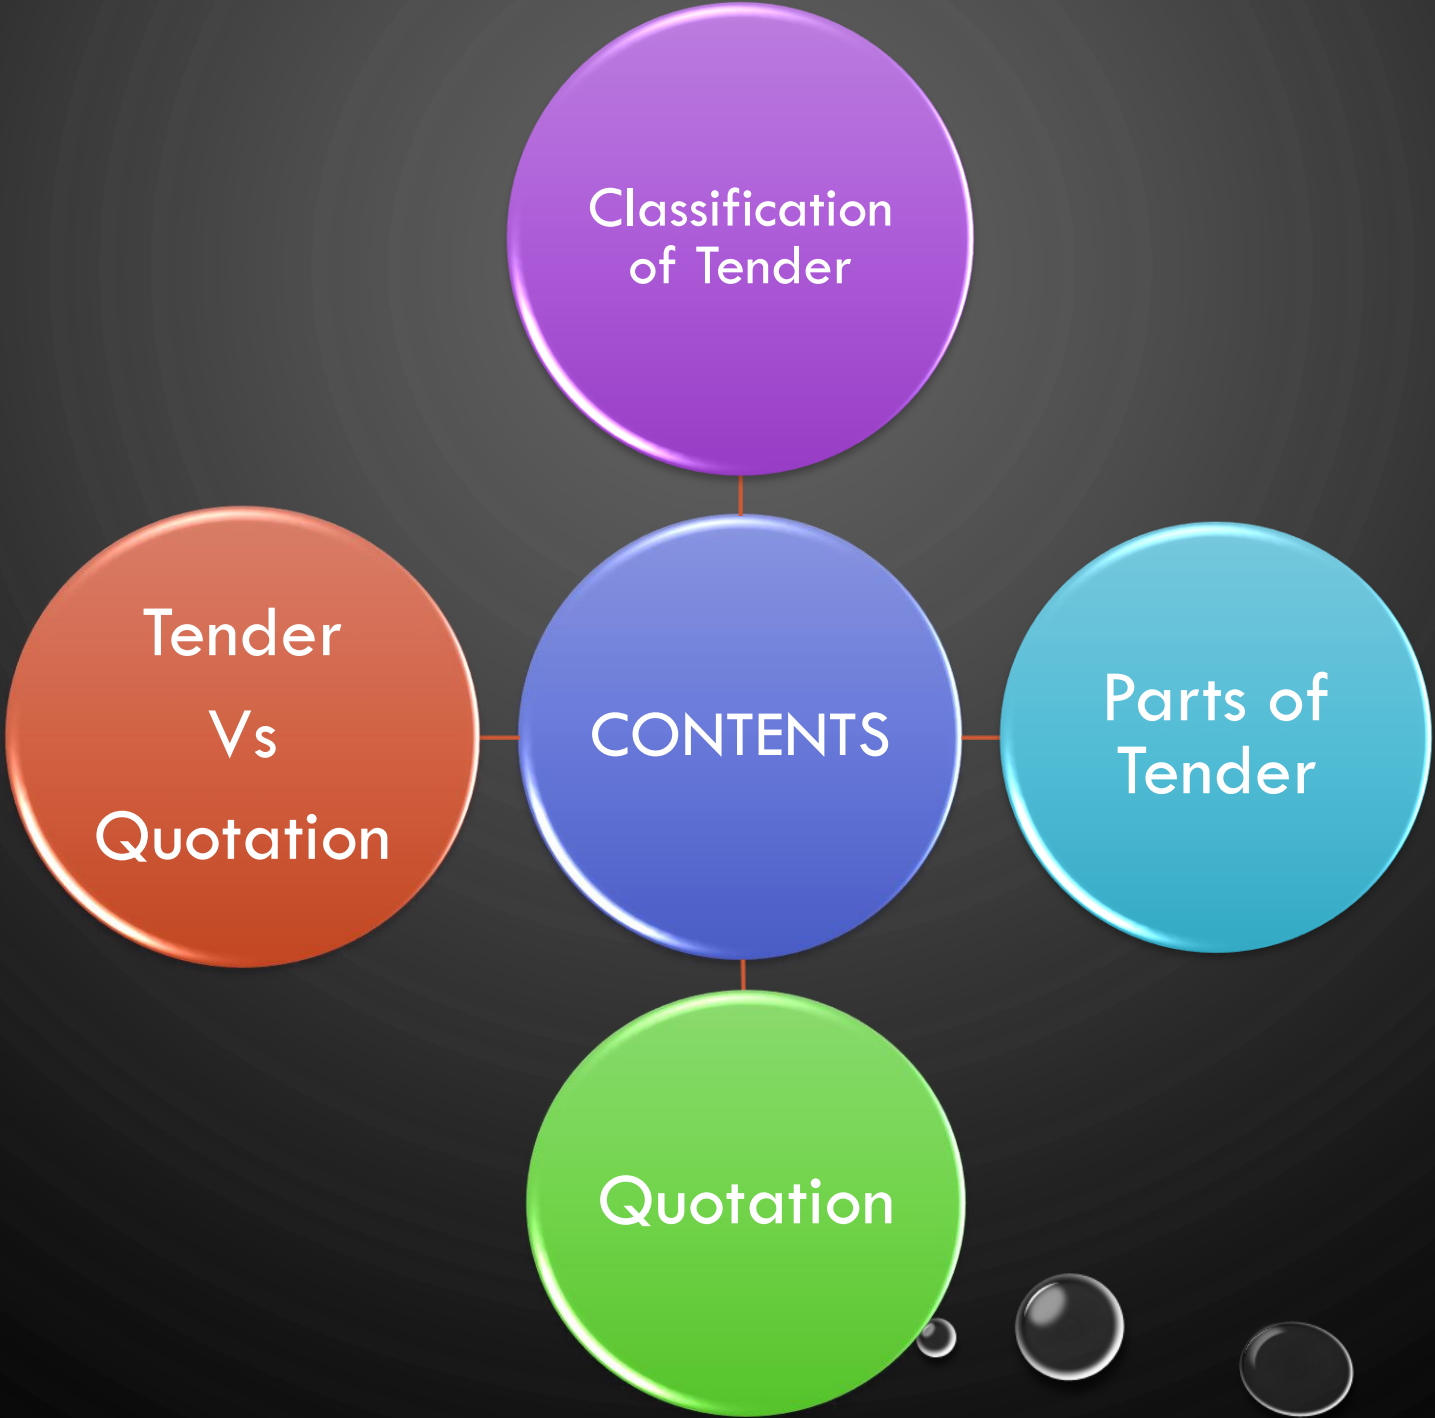 Classification
of Tender
Tender
Vs
Quotation
CONTENTS
Parts of
Tender
Quotation